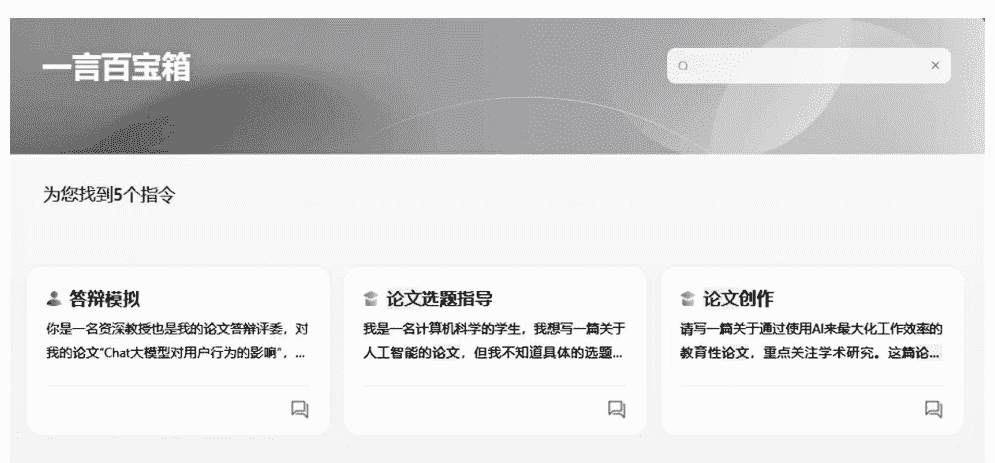 一言百宝箱
为您找到5个指令
答辩模拟
你是一名资深教授也是我的论文答辩评委，对
我的论文“Chat大模型对用户行为的影响”，...
论文选题指导
我是一名计算机科学的学生，我想写一篇关于
人工智能的论文，但我不知道具体的选题...
论文创作
请写一篇关于通过使用AI来最大化工作效率的
教育性论文，重点关注学术研究。这篇论...